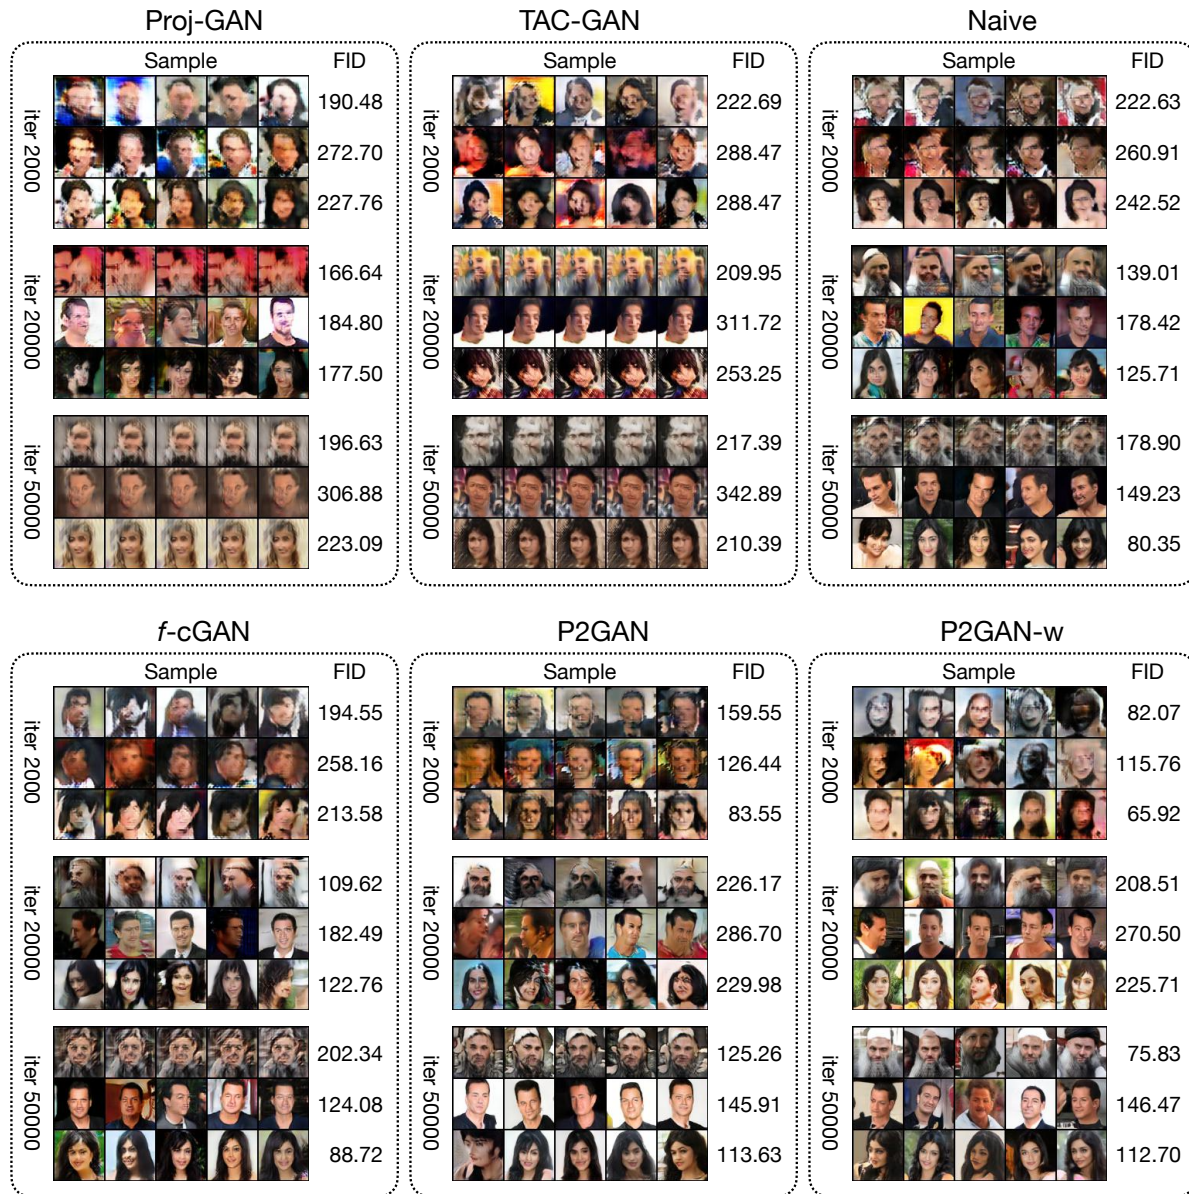 Proj-GAN
Sample FID
iter 2000
190.48
272.70
227.76
iter 20000
166.64
184.80
177.50
iter 50000
196.63
306.88
223.09
TAC-GAN
Sample FID
iter 2000
222.69
288.47
288.47
iter 20000
209.95
311.72
253.25
iter 50000
217.39
342.89
210.39
Naive
Sample FID
iter 2000
222.63
260.91
242.52
iter 20000
139.01
178.42
125.71
iter 50000
178.90
149.23
80.35
f-cGAN
Sample FID
iter 2000
194.55
258.16
213.58
iter 20000
109.62
182.49
122.76
iter 50000
202.34
124.08
88.72
P2GAN
Sample FID
iter 2000
159.55
126.44
83.55
iter 20000
226.17
286.70
229.98
iter 50000
125.26
145.91
113.63
P2GAN-w
Sample FID
iter 2000
82.07
115.76
65.92
iter 20000
208.51
270.50
225.71
iter 50000
75.83
146.47
112.70